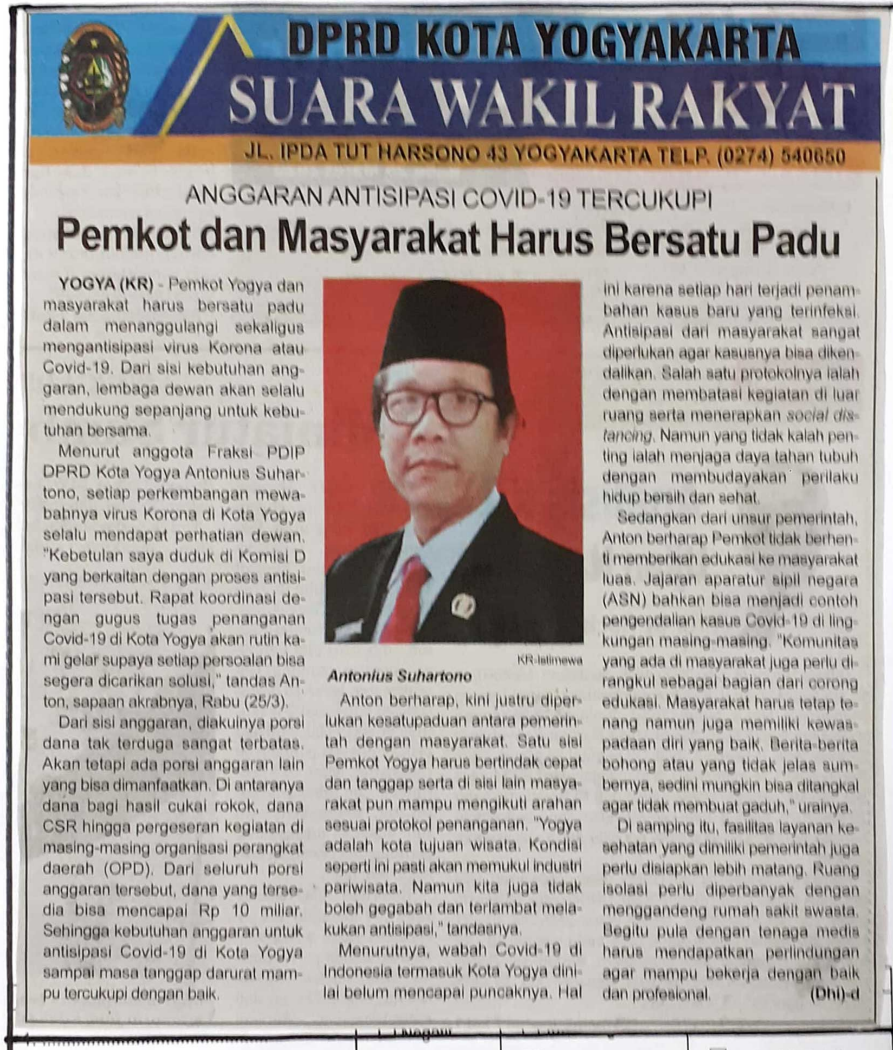 DPRD KOTA YOGYAKARTA
SUARA WAKIL RAKYAT
JL. IPDA TUT HARSONO 43 YOGYAKARTA TELP. (0274) 540650
ANGGARAN ANTISIPASI COVID-19 TERCUKUPI
Pemkot dan Masyarakat Harus Bersatu Padu
YOGYA (KR) - Pemkot Yogya dan
masyarakat harus bersatu padu
dalam menanggulangi sekaligus
mengantisipasi virus Korona atau
Covid-19. Dari sisi kebutuhan ang-
garan, lembaga dewan akan selalu
mendukung sepanjang untuk kebu-
tuhan bersama.
Menurut anggota Fraksi PDIP
DPRD Kota Yogya Antonius Suhar-
tono, setiap perkembangan mewa-
bahnya virus Korona di Kota Yogya
selalu mendapat perhatian dewan.
"Kebetulan saya duduk di Komisi D
yang berkaitan dengan proses antisi-
pasi tersebut. Rapat koordinasi de-
ngan gugus tugas penanganan
Covid-19 di Kota Yogya akan rutin ka-
mi gelar supaya setiap persoalan bisa
segera dicarikan solusi," tandas An-
ton, sapaan akrabnya, Rabu (25/3).
Dari sisi anggaran, diakuinya porsi
dana tak terduga sangat terbatas.
Akan tetapi ada porsi anggaran lain
yang bisa dimanfaatkan. Di antaranya
dana bagi hasil cukai rokok, dana
CSR hingga pergeseran kegiatan di
masing-masing organisasi perangkat
daerah (OPD). Dari seluruh porsi
anggaran tersebut, dana yang terse-
dia bisa mencapai Rp 10 miliar.
Sehingga kebutuhan anggaran untuk
antisipasi Covid-19 di Kota Yogya
sampai masa tanggap darurat mam-
pu tercukupi dengan baik.
KR-Istimewa
Antonius Suhartono
Anton berharap, kini justru diper-
lukan kesatupaduan antara pemerin-
tah dengan masyarakat. Satu sisi
Pemkot Yogya harus bertindak cepat
dan tanggap serta di sisi lain masya-
rakat pun mampu mengikuti arahan
sesuai protokol penanganan. "Yogya
adalah kota tujuan wisata. Kondisi
seperti ini pasti akan memukul industri
pariwisata. Namun kita juga tidak
boleh gegabah dan terlambat mela-
kukan antisipasi," tandasnya.
Menurutnya, wabah Covid-19 di
Indonesia termasuk Kota Yogya dini-
lai belum mencapai puncaknya. Hal
ini karena setiap hari terjadi penam-
bahan kasus baru yang terinfeksi.
Antisipasi dari masyarakat sangat
diperlukan agar kasusnya bisa diken-
dalikan. Salah satu protokolnya ialah
dengan membatasi kegiatan di luar
ruang serta menerapkan social dis-
tancing. Namun yang tidak kalah pen-
ting ialah menjaga daya tahan tubuh
dengan membudayakan perilaku
hidup bersih dan sehat.
Sedangkan dari unsur pemerintah,
Anton berharap Pemkot tidak berhen-
ti memberikan edukasi ke masyarakat
luas. Jajaran aparatur sipil negara
(ASN) bahkan bisa menjadi contoh
pengendalian kasus Covid-19 di ling-
kungan masing-masing. "Komunitas
yang ada di masyarakat juga perlu di-
rangkul sebagai bagian dari corong
edukasi. Masyarakat harus tetap te-
nang namun juga memiliki kewas-
padaan diri yang baik. Berita-berita
bohong atau yang tidak jelas sum-
bernya, sedini mungkin bisa ditangkal
agar tidak membuat gaduh," urainya.
Di samping itu, fasilitas layanan ke-
sehatan yang dimiliki pemerintah juga
perlu disiapkan lebih matang. Ruang
isolasi perlu diperbanyak dengan
menggandeng rumah sakit swasta.
Begitu pula dengan tenaga medis
harus mendapatkan perlindungan
agar mampu bekerja dengan baik
dan profesional. (Dhi)-d